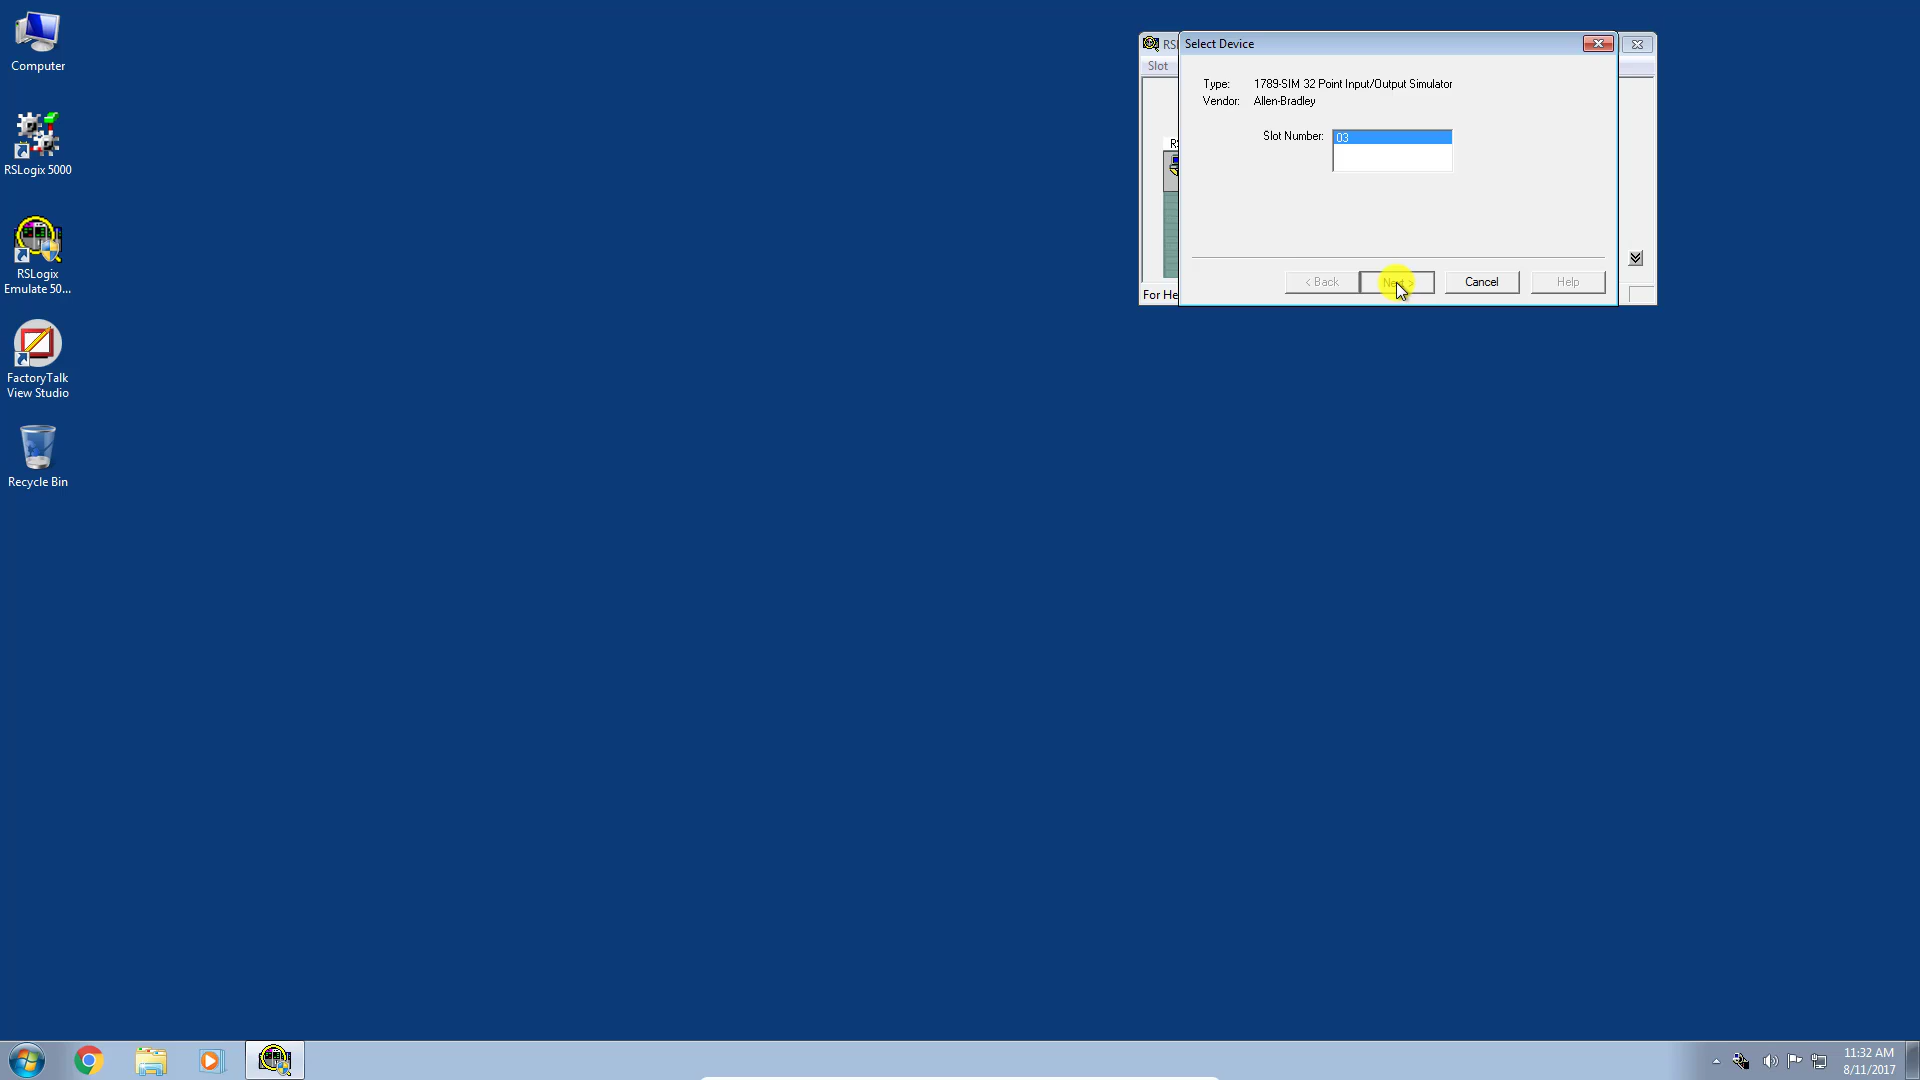 Computer
RSLogix 5000
RSLogix
Emulate 50...
FactoryTalk
View Studio
Recycle Bin
Select Device
Slot
Type: 1789-SIM 32 Point Input/Output Simulator
Vendor: Allen-Bradley
Slot Number: 03
< Back
Next >
Cancel
Help
For He
11:32 AM
8/11/2017